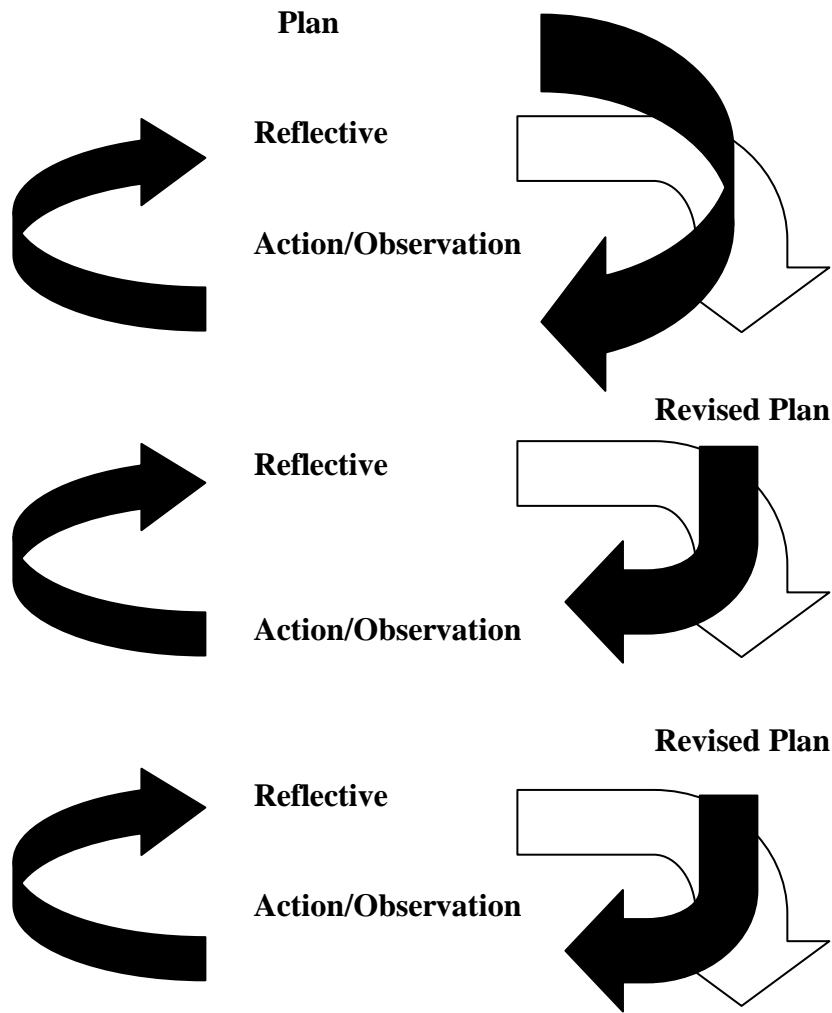 Plan
Reflective
Action/Observation
Revised Plan
Reflective
Action/Observation
Revised Plan
Reflective
Action/Observation